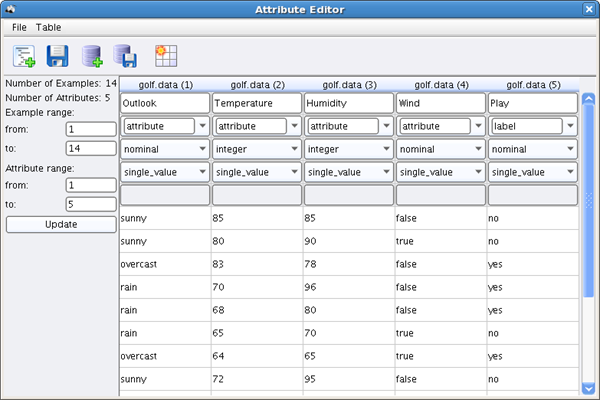 Attribute Editor
File Table
Number of Examples: 14
Number of Attributes: 5
Example range:
from: 1
to: 14
Attribute range:
from: 1
to: 5
Update
golf.data (1) golf.data (2) golf.data (3) golf.data (4) golf.data (5)
Outlook Temperature Humidity Wind Play
attribute attribute attribute attribute label
nominal integer integer nominal nominal
single_value single_value single_value single_value single_value
sunny 85 85 false no
sunny 80 90 true no
overcast 83 78 false yes
rain 70 96 false yes
rain 68 80 false yes
rain 65 70 true no
overcast 64 65 true yes
sunny 72 95 false no